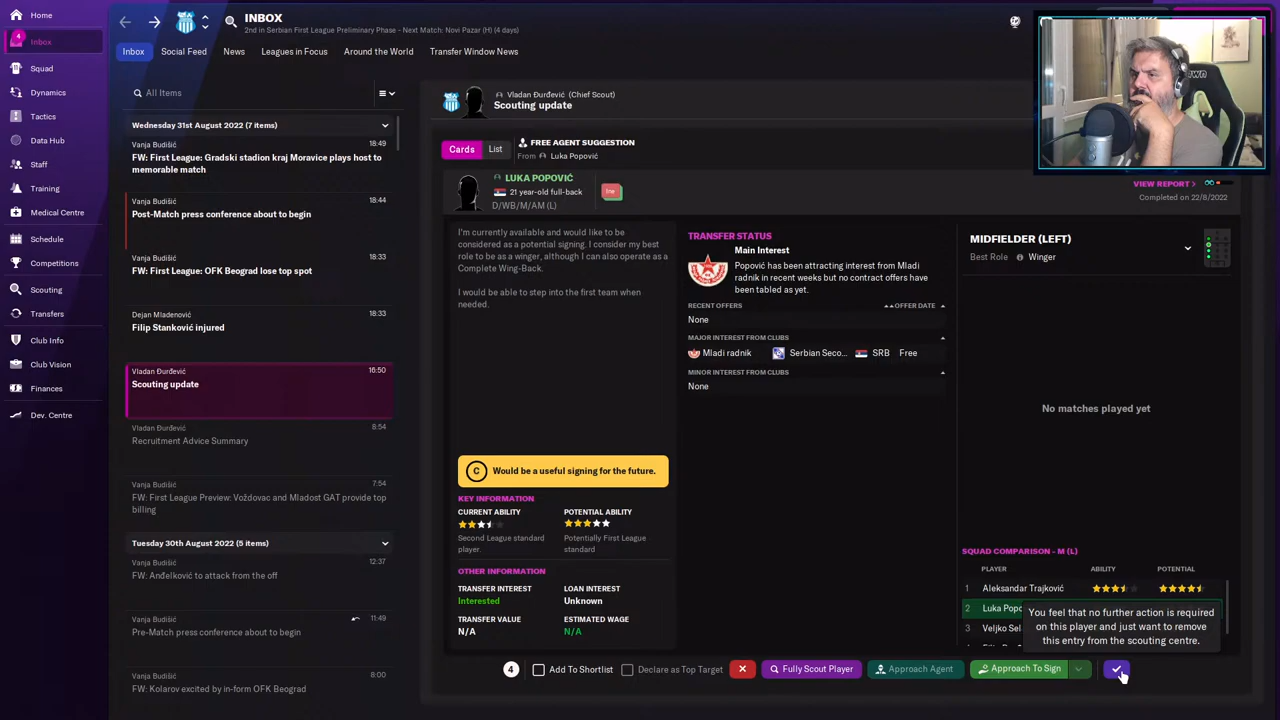 Home
4
Inbox
Squad
Dynamics
Tactics
Data Hub
Staff
Training
Medical Centre
Schedule
Competitions
Scouting
Transfers
Club Info
Club Vision
Finances
Dev. Centre
INBOX
2nd in Serbian First League Preliminary Phase - Next Match: Novi Pazar (H) (4 days)
Inbox
Social Feed
News
Leagues in Focus
Around the World
Transfer Window News
All Items
Wednesday 31st August 2022 (7 items)
Vanja Budišić 18:49
FW: First League: Gradski stadion kraj Moravice plays host to
memorable match
Vanja Budišić 18:44
Post-Match press conference about to begin
Vanja Budišić 18:33
FW: First League: OFK Beograd lose top spot
Dejan Mladenović 18:33
Filip Stanković injured
Vladan Đurđević 16:50
Scouting update
Vladan Đurđević 8:54
Recruitment Advice Summary
Vanja Budišić 7:54
FW: First League Preview: Voždovac and Mladost GAT provide top
billing
Tuesday 30th August 2022 (5 items)
Vanja Budišić 12:37
FW: Anđelković to attack from the off
Vanja Budišić 11:49
Pre-Match press conference about to begin
Vanja Budišić 8:00
FW: Kolarov excited by in-form OFK Beograd
Vladan Đurđević (Chief Scout)
Scouting update
Cards
List
FREE AGENT SUGGESTION
From Luka Popović
LUKA POPOVIĆ
21 year-old full-back
D/WB/M/AM (L)
VIEW REPORT >
Completed on 22/8/2022
I'm currently available and would like to be
considered as a potential signing. I consider my best
role to be as a winger, although I can also operate as a
Complete Wing-Back.
I would be able to step into the first team when
needed.
C Would be a useful signing for the future.
KEY INFORMATION
CURRENT ABILITY
Second League standard
player.
POTENTIAL ABILITY
Potentially First League
standard
OTHER INFORMATION
TRANSFER INTEREST
Interested
LOAN INTEREST
Unknown
TRANSFER VALUE
N/A
ESTIMATED WAGE
N/A
TRANSFER STATUS
Main Interest
Popović has been attracting interest from Mladi
radnik in recent weeks but no contract offers have
been tabled as yet.
RECENT OFFERS OFFER DATE
None
MAJOR INTEREST FROM CLUBS
Mladi radnik Serbian Seco... SRB Free
MINOR INTEREST FROM CLUBS
None
MIDFIELDER (LEFT)
Best Role Winger
No matches played yet
SQUAD COMPARISON - M (L)
PLAYER ABILITY POTENTIAL
1 Aleksandar Trajković
2 Luka Popo
3 Veljko Sel
You feel that no further action is required
on this player and just want to remove
this entry from the scouting centre.
4
Add To Shortlist
Declare as Top Target
Fully Scout Player
Approach Agent
Approach To Sign